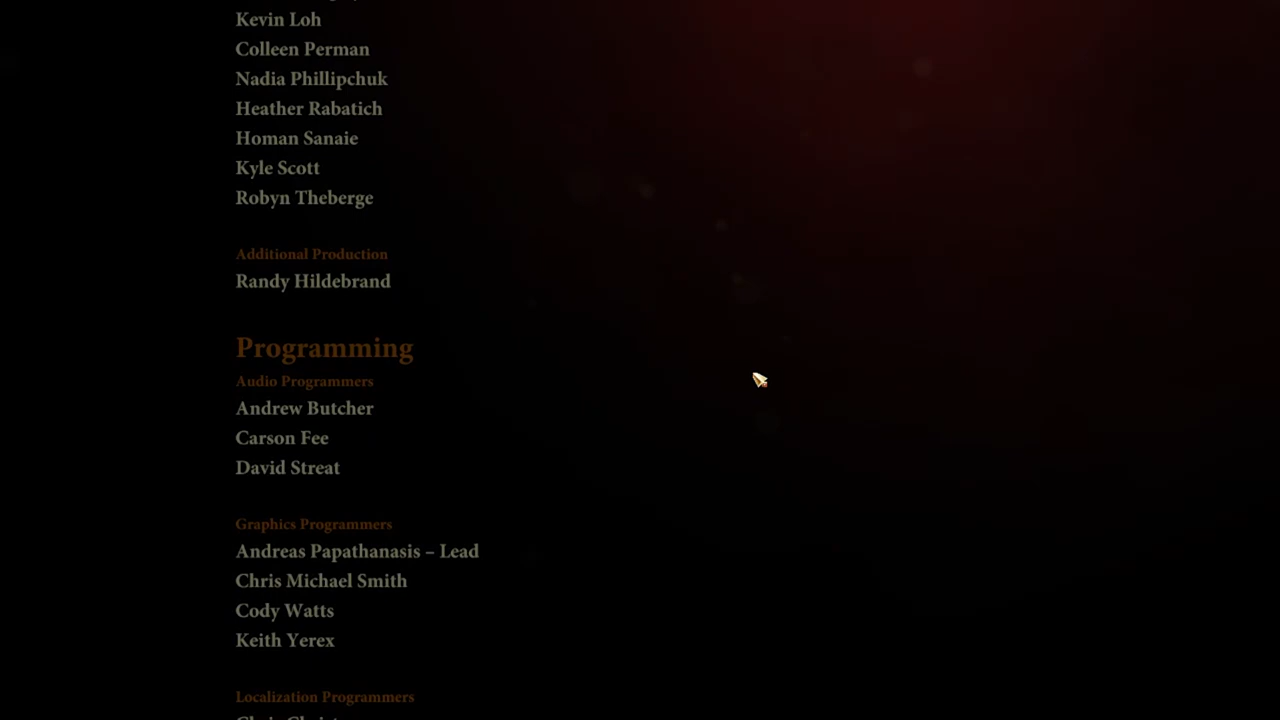 Kevin Loh
Colleen Perman
Nadia Phillipchuk
Heather Rabatich
Homan Sanaie
Kyle Scott
Robyn Theberge
Additional Production
Randy Hildebrand
Programming
Audio Programmers
Andrew Butcher
Carson Fee
David Streat
Graphics Programmers
Andreas Papathanasis – Lead
Chris Michael Smith
Cody Watts
Keith Yerex
Localization Programmers